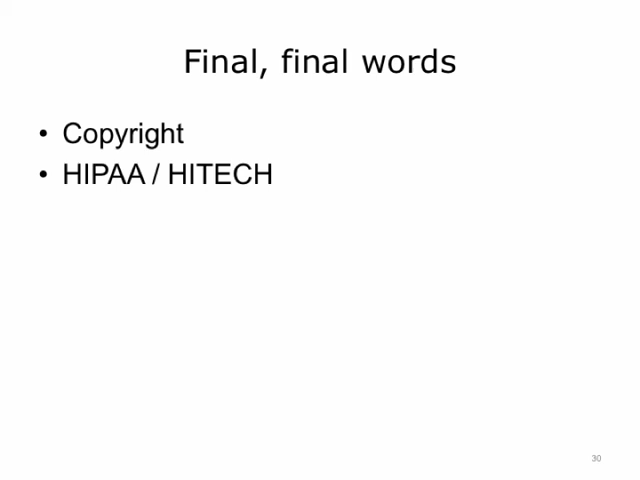 Final, final words
• Copyright
• HIPAA / HITECH
30